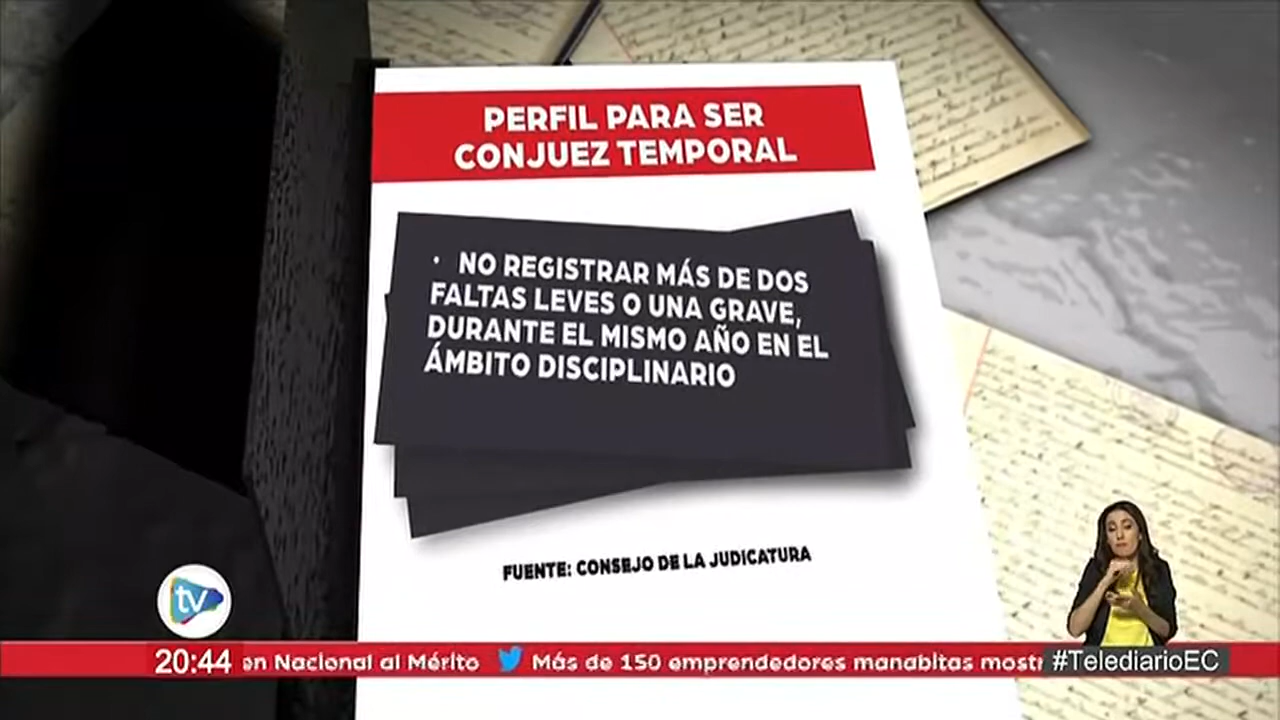 PERFIL PARA SER
CONJUEZ TEMPORAL
· NO REGISTRAR MÁS DE DOS
FALTAS LEVES O UNA GRAVE,
DURANTE EL MISMO AÑO EN EL
ÁMBITO DISCIPLINARIO
FUENTE: CONSEJO DE LA JUDICATURA
tv
20:44 en Nacional al Mérito Más de 150 emprendedores manabitas mostr #TelediarioEC